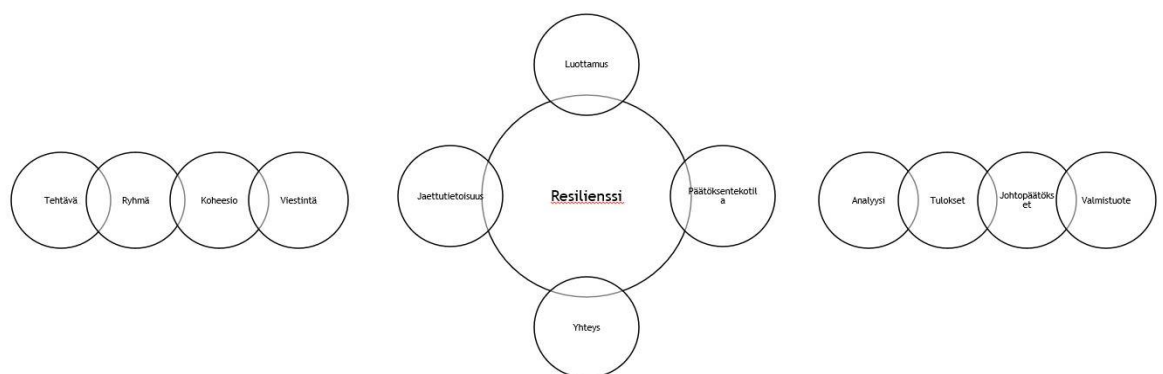 Luottamus
Tehtävä
Ryhmä
Koheesio
Viestintä
Jaettutietoisuus
Resilienssi
Päätöksentekotil
a
Analyysi
Tulokset
Johtopäätöks
et
Valmistuote
Yhteys